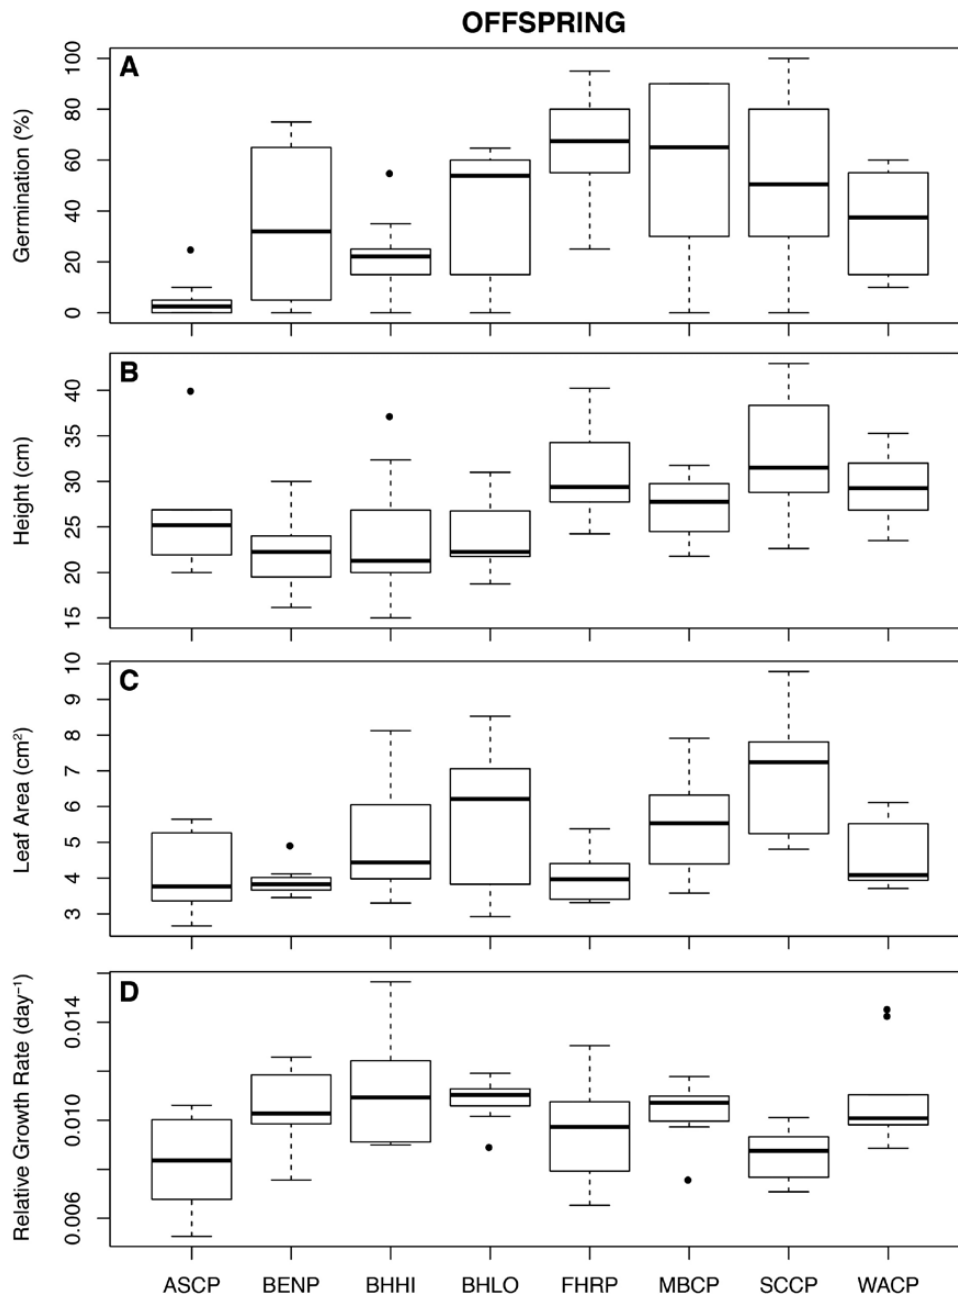 OFFSPRING
A
Germination (%)
100
80
60
40
20
0
B
Height (cm)
40
35
30
25
20
15
C
Leaf Area (cm²)
10
9
8
7
6
5
4
3
D
Relative Growth Rate (day⁻¹)
0.014
0.010
0.006
ASCP BENP BHHI BHLO FHRP MBCP SCCP WACP